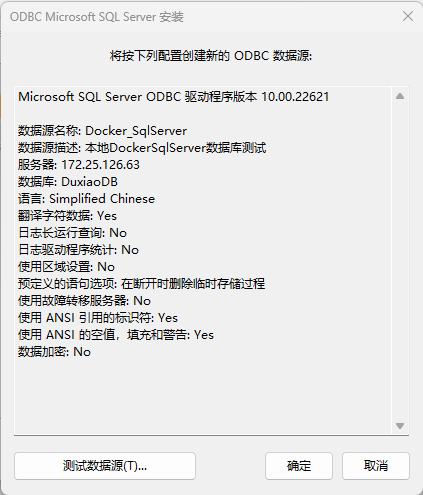 ODBC Microsoft SQL Server 安装
将按下列配置创建新的 ODBC 数据源:
Microsoft SQL Server ODBC 驱动程序版本 10.00.22621
数据源名称: Docker_SqlServer
数据源描述: 本地DockerSqlServer数据库测试
服务器: 172.25.126.63
数据库: DuxiaoDB
语言: Simplified Chinese
翻译字符数据: Yes
日志长运行查询: No
日志驱动程序统计: No
使用区域设置: No
预定义的语句选项: 在断开时删除临时存储过程
使用故障转移服务器: No
使用 ANSI 引用的标识符: Yes
使用 ANSI 的空值，填充和警告: Yes
数据加密: No
测试数据源(T)... 确定 取消